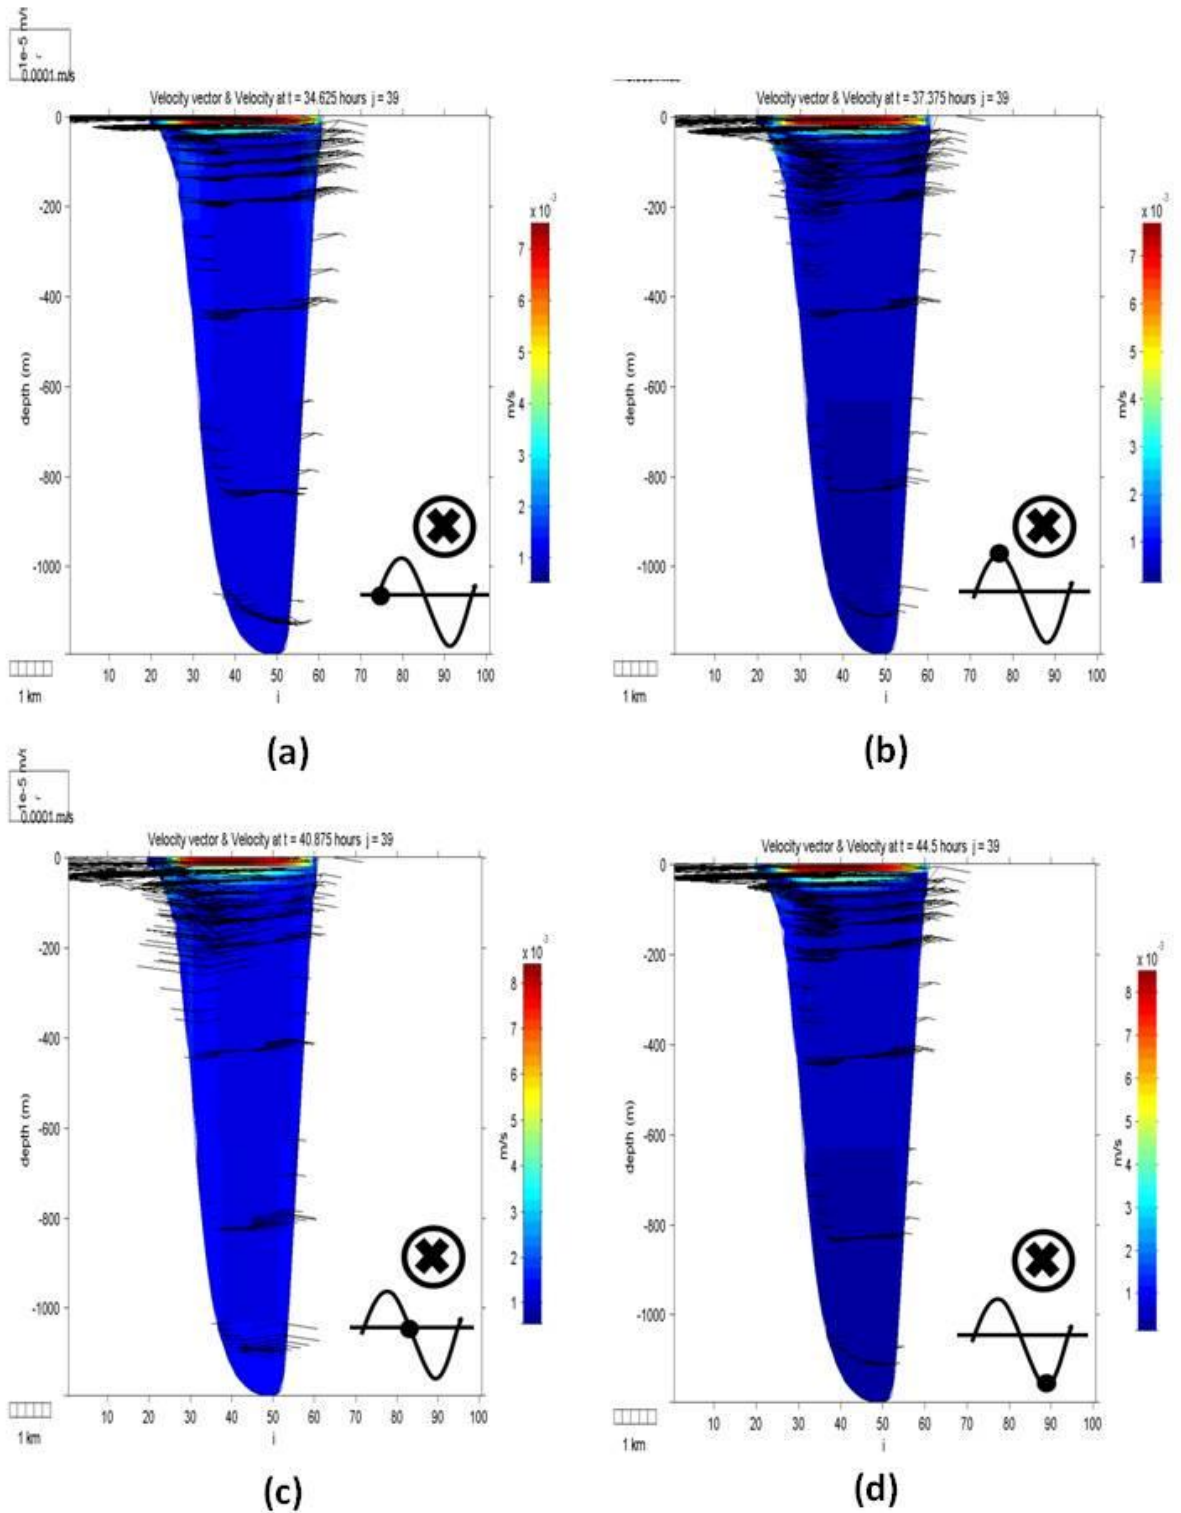 1e-5 m/s
0.0001 m/s
Velocity vector & Velocity at t = 34.625 hours j = 39
0
-200
-400
-600
-800
-1000
depth (m)
10 20 30 40 50 60 70 80 90 100
i
1 km
x 10 -3
7
6
5
4
3
2
1
m/s
(a)
Velocity vector & Velocity at t = 37.375 hours j = 39
0
-200
-400
-600
-800
-1000
depth (m)
10 20 30 40 50 60 70 80 90 100
i
1 km
x 10 -3
7
6
5
4
3
2
1
m/s
(b)
1e-5 m/s
0.0001 m/s
Velocity vector & Velocity at t = 40.875 hours j = 39
0
-200
-400
-600
-800
-1000
depth (m)
10 20 30 40 50 60 70 80 90 100
i
1 km
x 10 -3
8
7
6
5
4
3
2
1
m/s
(c)
Velocity vector & Velocity at t = 44.5 hours j = 39
0
-200
-400
-600
-800
-1000
depth (m)
10 20 30 40 50 60 70 80 90 100
i
1 km
x 10 -3
8
7
6
5
4
3
2
1
m/s
(d)